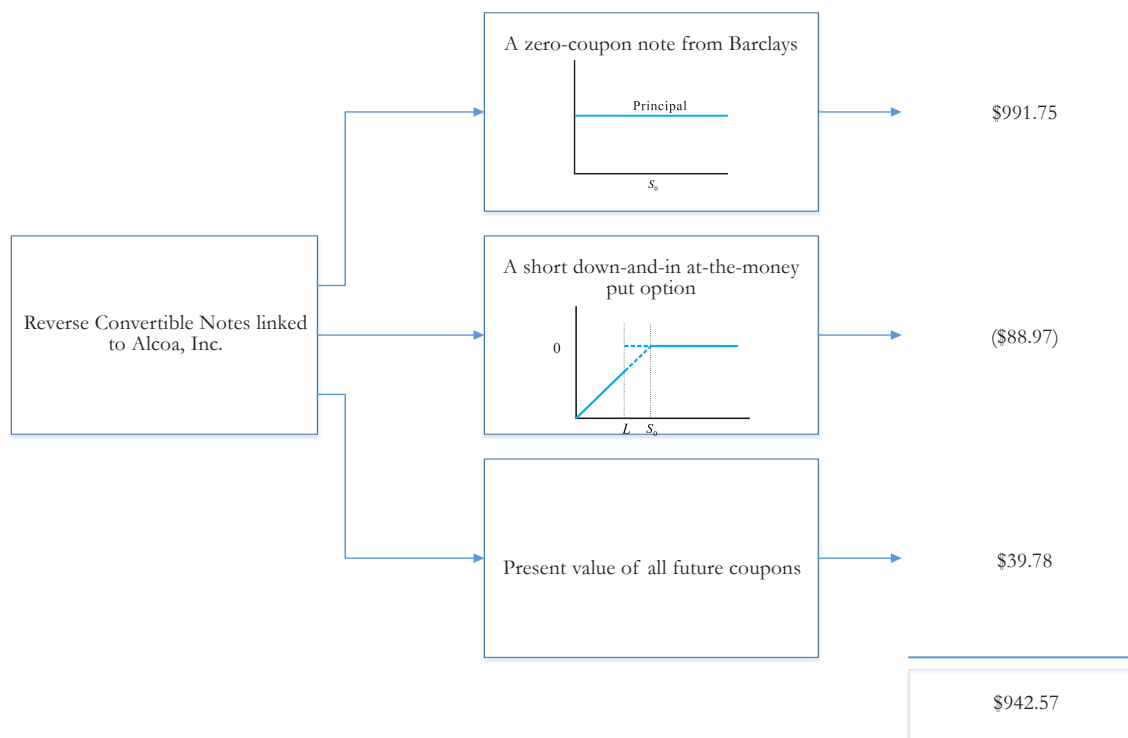 A zero-coupon note from Barclays
Principal
S₀
$991.75
Reverse Convertible Notes linked
to Alcoa, Inc.
A short down-and-in at-the-money
put option
0
L S₀
($88.97)
Present value of all future coupons
$39.78
$942.57